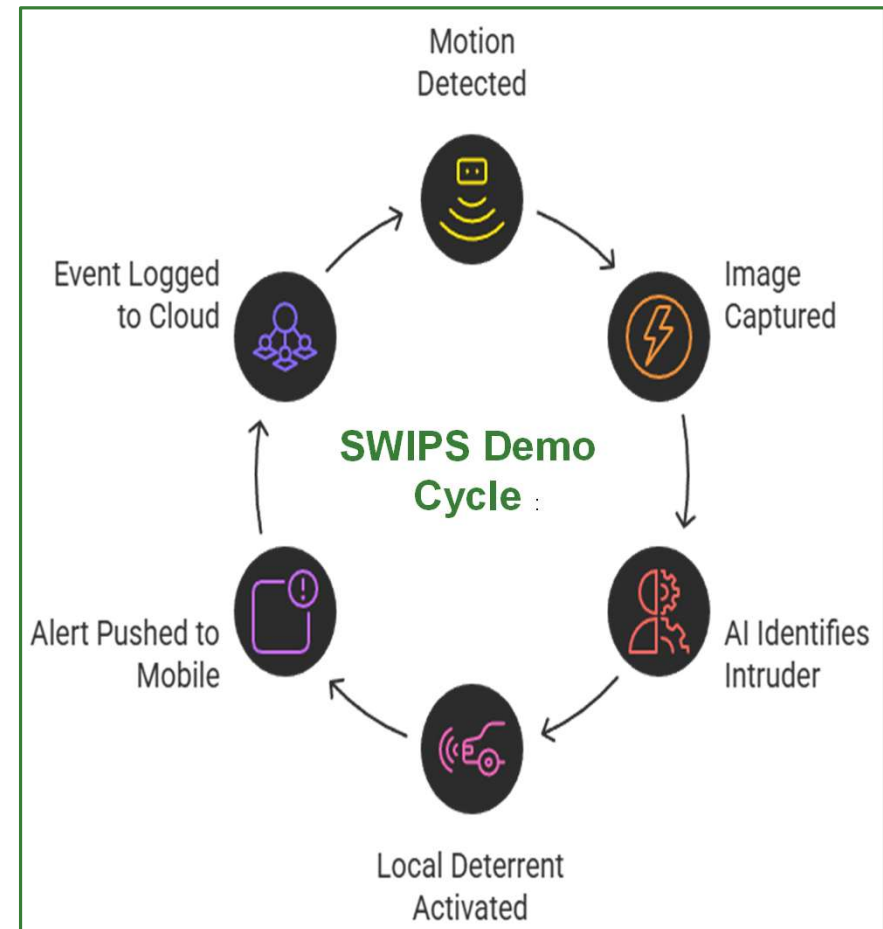 Motion
Detected
Image
Captured
AI Identifies
Intruder
Local Deterrent
Activated
Alert Pushed to
Mobile
Event Logged
to Cloud
SWIPS Demo
Cycle :